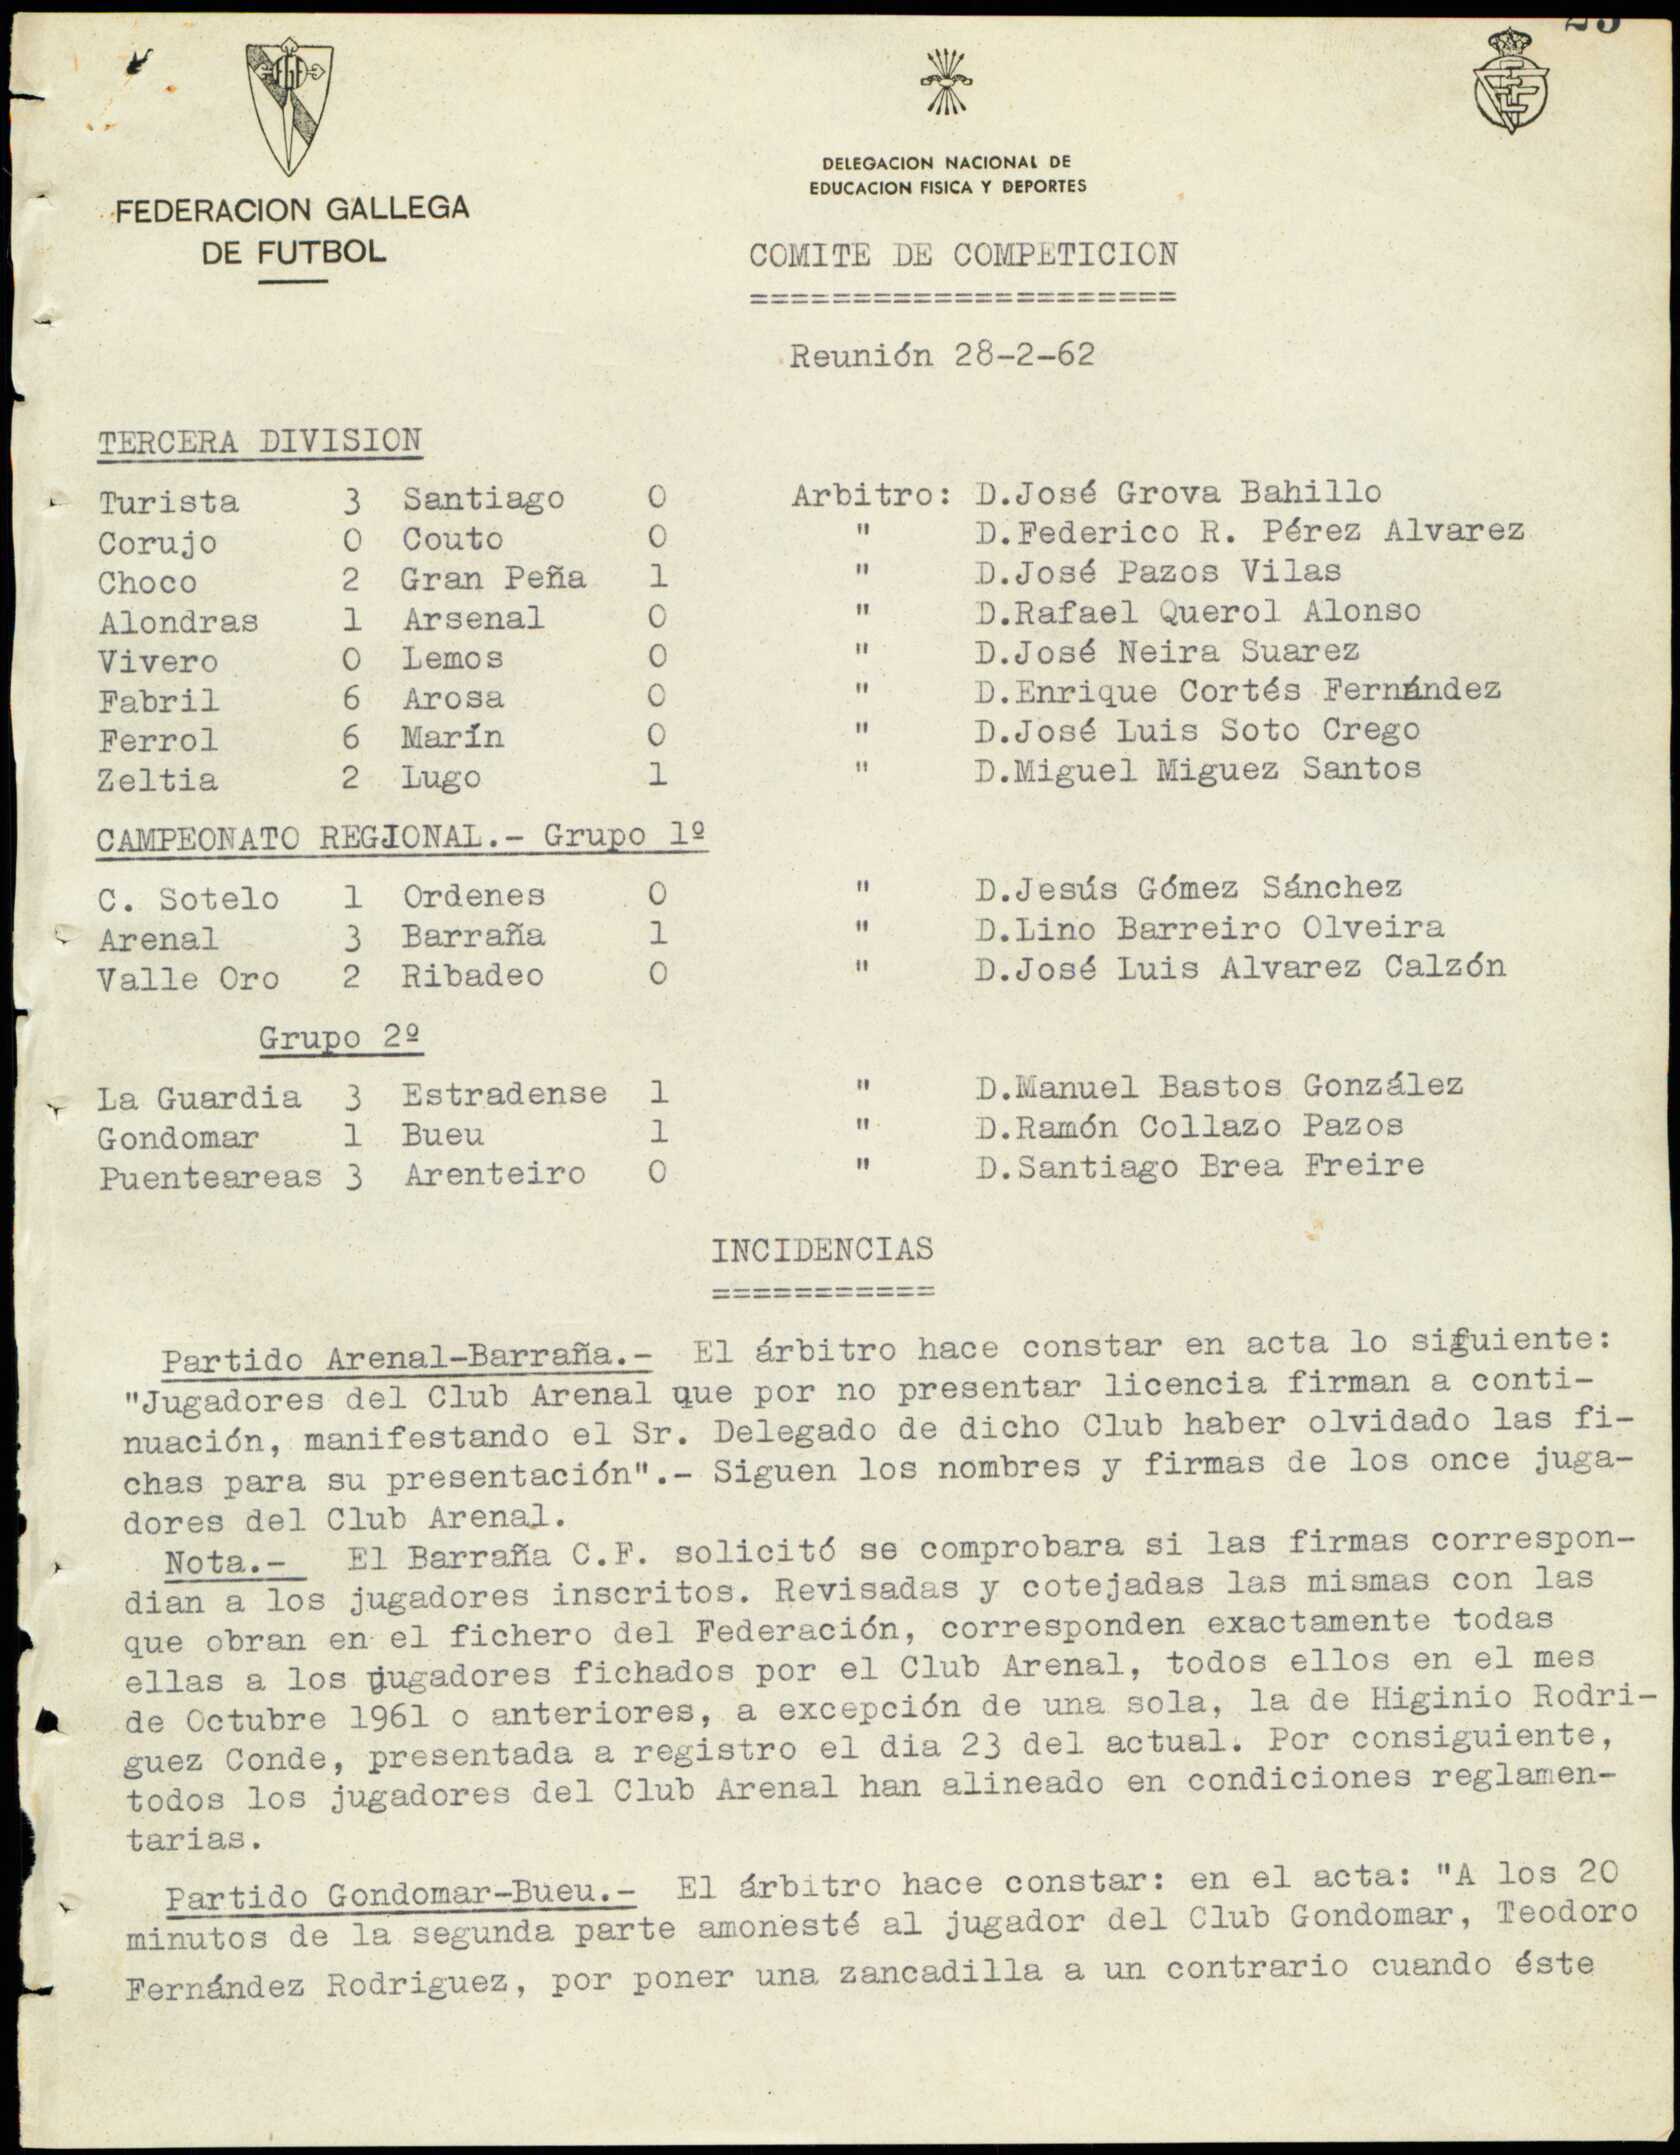 FEDERACION GALLEGA
DE FUTBOL
DELEGACION NACIONAL DE
EDUCACION FISICA Y DEPORTES
COMITE DE COMPETICION
=====================
Reunión 28-2-62
TERCERA DIVISION
Turista 3 Santiago 0 Arbitro: D.José Grova Bahillo
Corujo 0 Couto 0 " D.Federico R. Pérez Alvarez
Choco 2 Gran Peña 1 " D.José Pazos Vilas
Alondras 1 Arsenal 0 " D.Rafael Querol Alonso
Vivero 0 Lemos 0 " D.José Neira Suarez
Fabril 6 Arosa 0 " D.Enrique Cortés Fernández
Ferrol 6 Marín 0 " D.José Luis Soto Crego
Zeltia 2 Lugo 1 " D.Miguel Miguez Santos
CAMPEONATO REGIONAL.- Grupo 1º
C. Sotelo 1 Ordenes 0 " D.Jesús Gómez Sánchez
Arenal 3 Barraña 1 " D.Lino Barreiro Olveira
Valle Oro 2 Ribadeo 0 " D.José Luis Alvarez Calzón
Grupo 2º
La Guardia 3 Estradense 1 " D.Manuel Bastos González
Gondomar 1 Bueu 1 " D.Ramón Collazo Pazos
Puenteareas 3 Arenteiro 0 " D.Santiago Brea Freire
INCIDENCIAS
===========
Partido Arenal-Barraña.- El árbitro hace constar en acta lo siguiente:
"Jugadores del Club Arenal que por no presentar licencia firman a conti-
nuación, manifestando el Sr. Delegado de dicho Club haber olvidado las fi-
chas para su presentación".- Siguen los nombres y firmas de los once juga-
dores del Club Arenal.
Nota.- El Barraña C.F. solicitó se comprobara si las firmas correspon-
dian a los jugadores inscritos. Revisadas y cotejadas las mismas con las
que obran en el fichero del Federación, corresponden exactamente todas
ellas a los jugadores fichados por el Club Arenal, todos ellos en el mes
de Octubre 1961 o anteriores, a excepción de una sola, la de Higinio Rodri-
guez Conde, presentada a registro el dia 23 del actual. Por consiguiente,
todos los jugadores del Club Arenal han alineado en condiciones reglamen-
tarias.
Partido Gondomar-Bueu.- El árbitro hace constar: en el acta: "A los 20
minutos de la segunda parte amonesté al jugador del Club Gondomar, Teodoro
Fernández Rodriguez, por poner una zancadilla a un contrario cuando éste